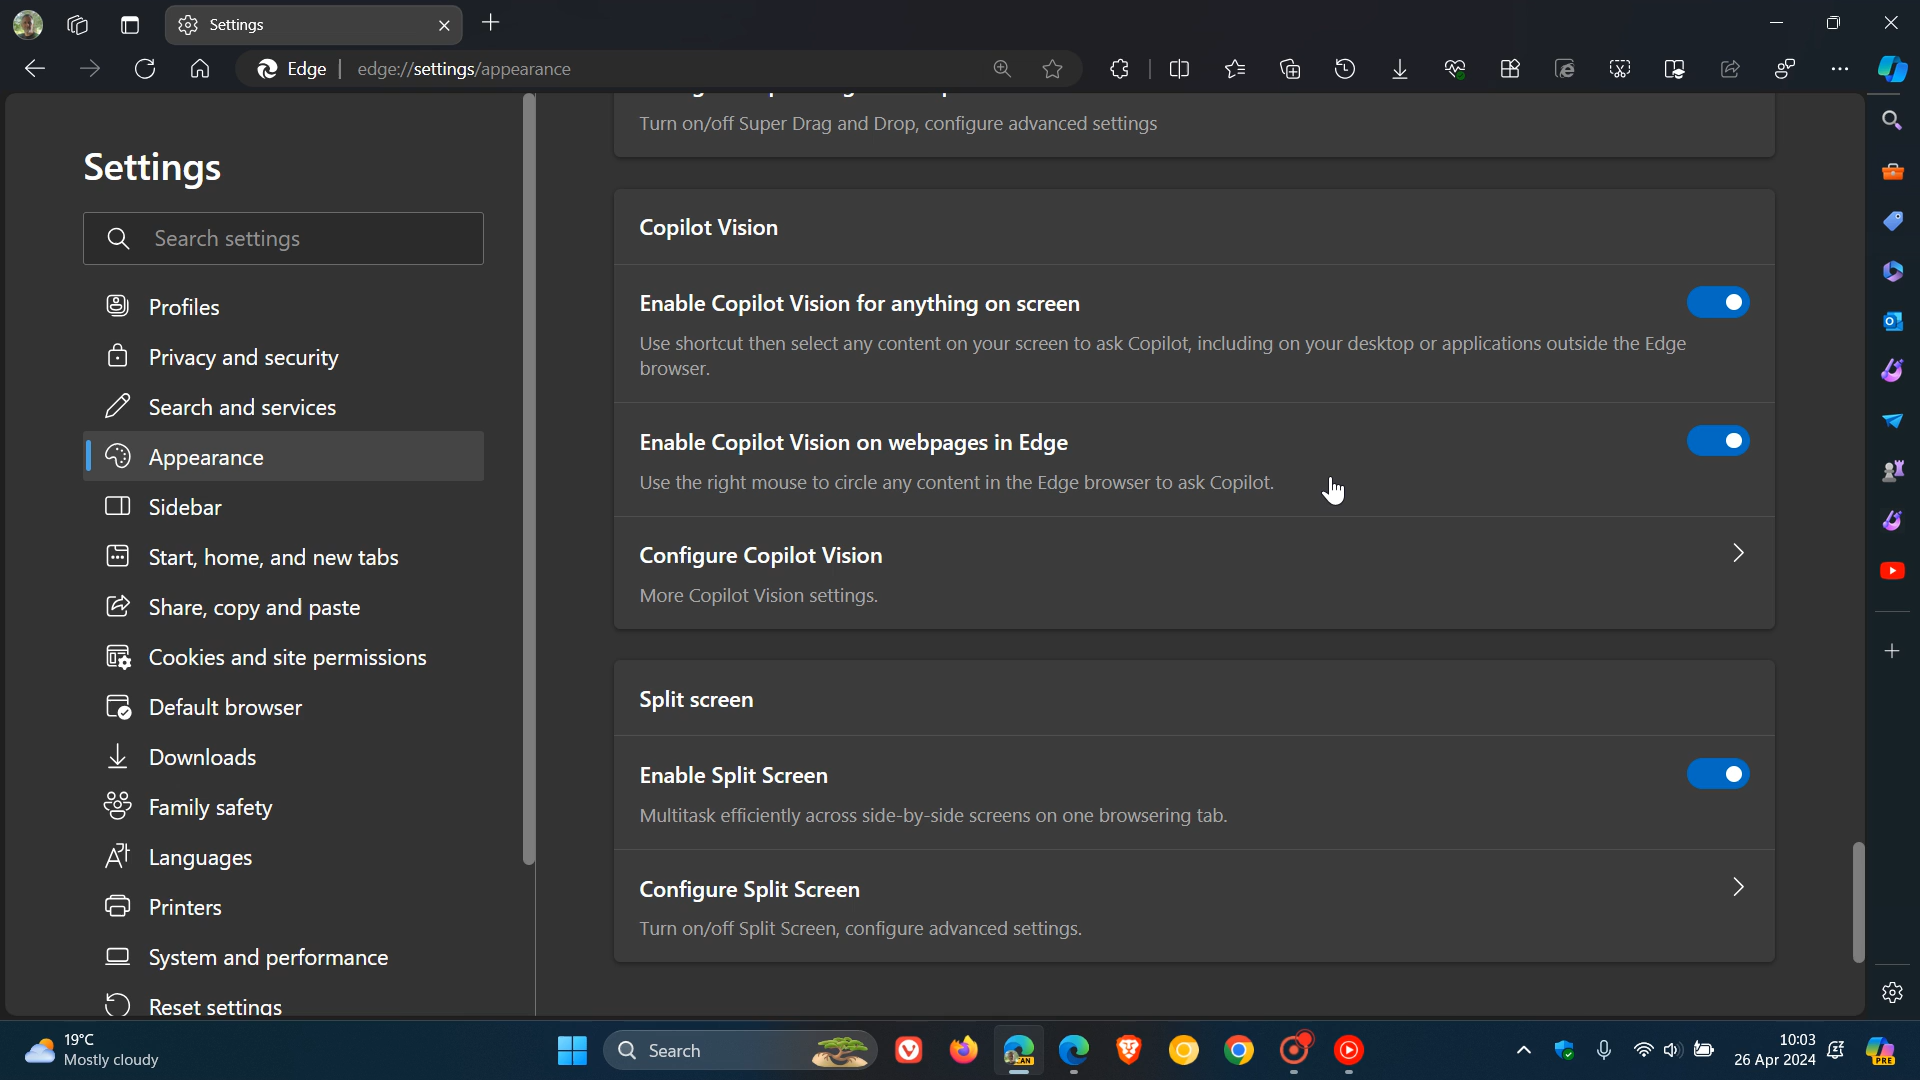 Settings
Edge
edge://settings/appearance
Settings
Search settings
Profiles
Privacy and security
Search and services
Appearance
Sidebar
Start, home, and new tabs
Share, copy and paste
Cookies and site permissions
Default browser
Downloads
Family safety
Languages
Printers
System and performance
Reset settings
Turn on/off Super Drag and Drop, configure advanced settings
Copilot Vision
Enable Copilot Vision for anything on screen
Use shortcut then select any content on your screen to ask Copilot, including on your desktop or applications outside the Edge
browser.
Enable Copilot Vision on webpages in Edge
Use the right mouse to circle any content in the Edge browser to ask Copilot.
Configure Copilot Vision
More Copilot Vision settings.
Split screen
Enable Split Screen
Multitask efficiently across side-by-side screens on one browsering tab.
Configure Split Screen
Turn on/off Split Screen, configure advanced settings.
19°C
Mostly cloudy
Search
CAN
10:03
26 Apr 2024
PRE